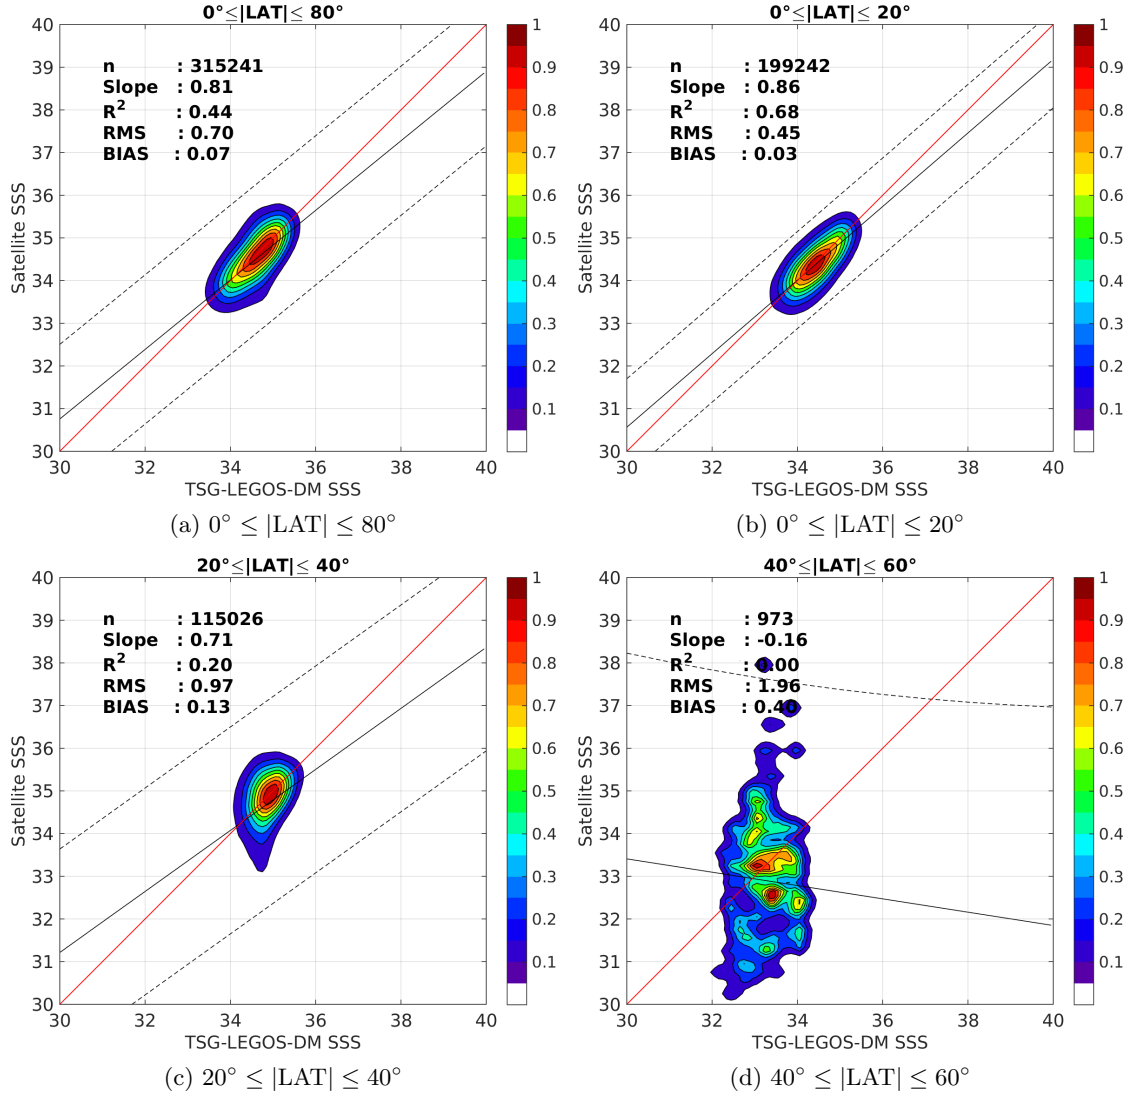 0°≤|LAT|≤ 80°
n : 315241
Slope : 0.81
R² : 0.44
RMS : 0.70
BIAS : 0.07
40
39
38
37
36
35
34
33
32
31
30
Satellite SSS
30 32 34 36 38 40
TSG-LEGOS-DM SSS
1
0.9
0.8
0.7
0.6
0.5
0.4
0.3
0.2
0.1
(a) 0° ≤ |LAT| ≤ 80°
0°≤|LAT|≤ 20°
n : 199242
Slope : 0.86
R² : 0.68
RMS : 0.45
BIAS : 0.03
40
39
38
37
36
35
34
33
32
31
30
Satellite SSS
30 32 34 36 38 40
TSG-LEGOS-DM SSS
1
0.9
0.8
0.7
0.6
0.5
0.4
0.3
0.2
0.1
(b) 0° ≤ |LAT| ≤ 20°
20°≤|LAT|≤ 40°
n : 115026
Slope : 0.71
R² : 0.20
RMS : 0.97
BIAS : 0.13
40
39
38
37
36
35
34
33
32
31
30
Satellite SSS
30 32 34 36 38 40
TSG-LEGOS-DM SSS
1
0.9
0.8
0.7
0.6
0.5
0.4
0.3
0.2
0.1
(c) 20° ≤ |LAT| ≤ 40°
40°≤|LAT|≤ 60°
n : 973
Slope : -0.16
R² : 0.00
RMS : 1.96
BIAS : 0.40
40
39
38
37
36
35
34
33
32
31
30
Satellite SSS
30 32 34 36 38 40
TSG-LEGOS-DM SSS
1
0.9
0.8
0.7
0.6
0.5
0.4
0.3
0.2
0.1
(d) 40° ≤ |LAT| ≤ 60°